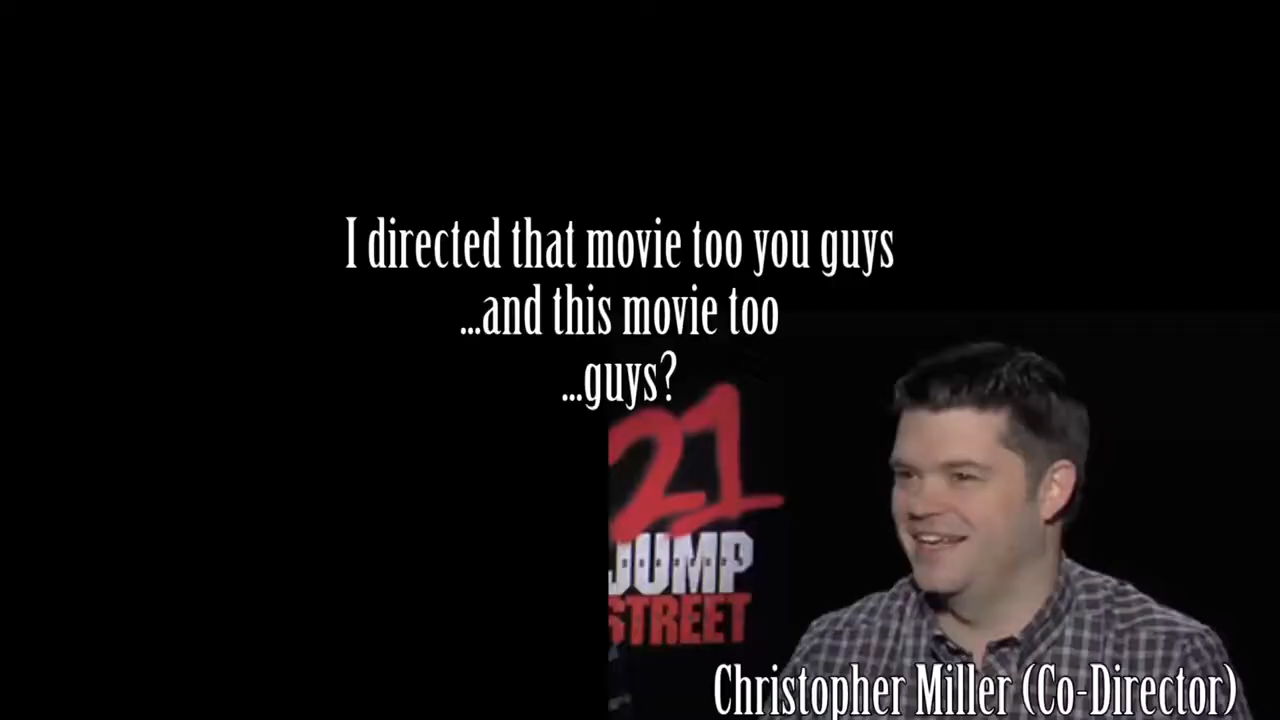 I directed that movie too you guys
...and this movie too
...guys?
21
JUMP
STREET
Christopher Miller (Co-Director)